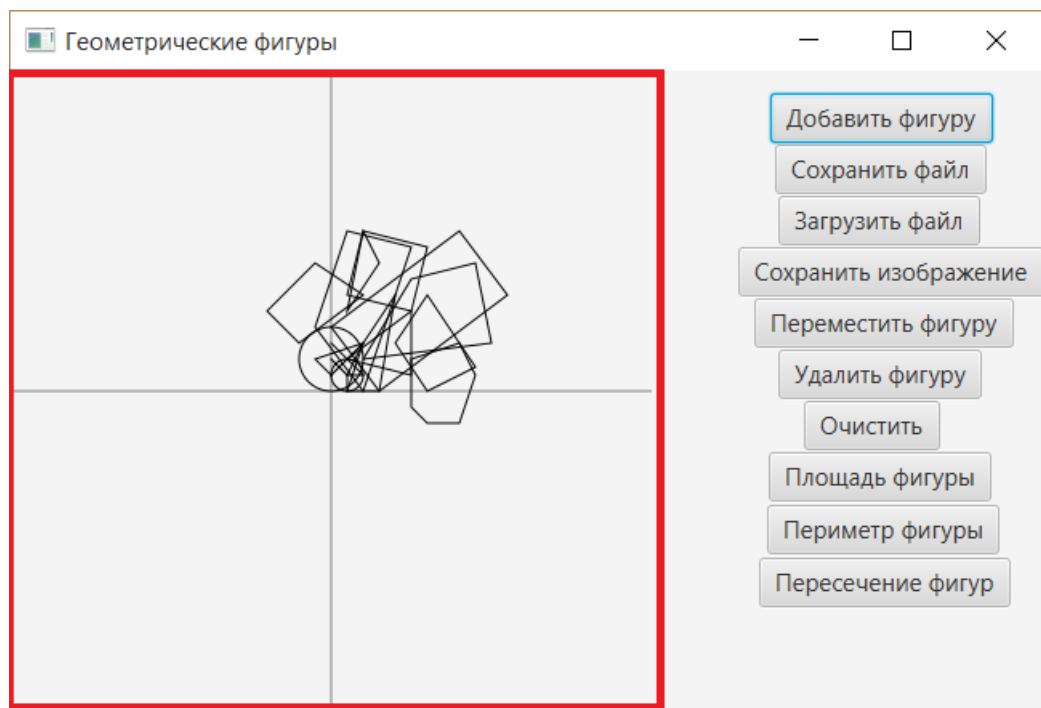 Геометрические фигуры
Добавить фигуру
Сохранить файл
Загрузить файл
Сохранить изображение
Переместить фигуру
Удалить фигуру
Очистить
Площадь фигуры
Периметр фигуры
Пересечение фигур